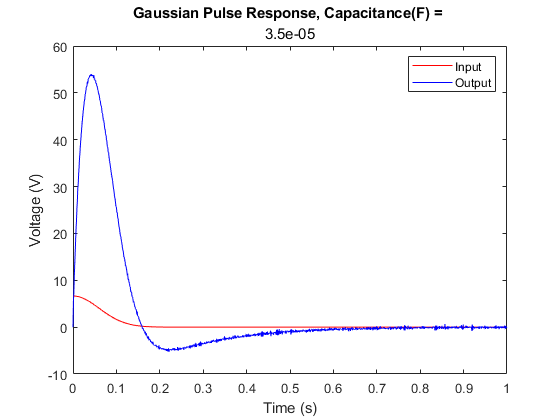 Gaussian Pulse Response, Capacitance(F) =
3.5e-05
60
50
40
30
20
10
0
-10
Voltage (V)
Input
Output
0 0.1 0.2 0.3 0.4 0.5 0.6 0.7 0.8 0.9 1
Time (s)